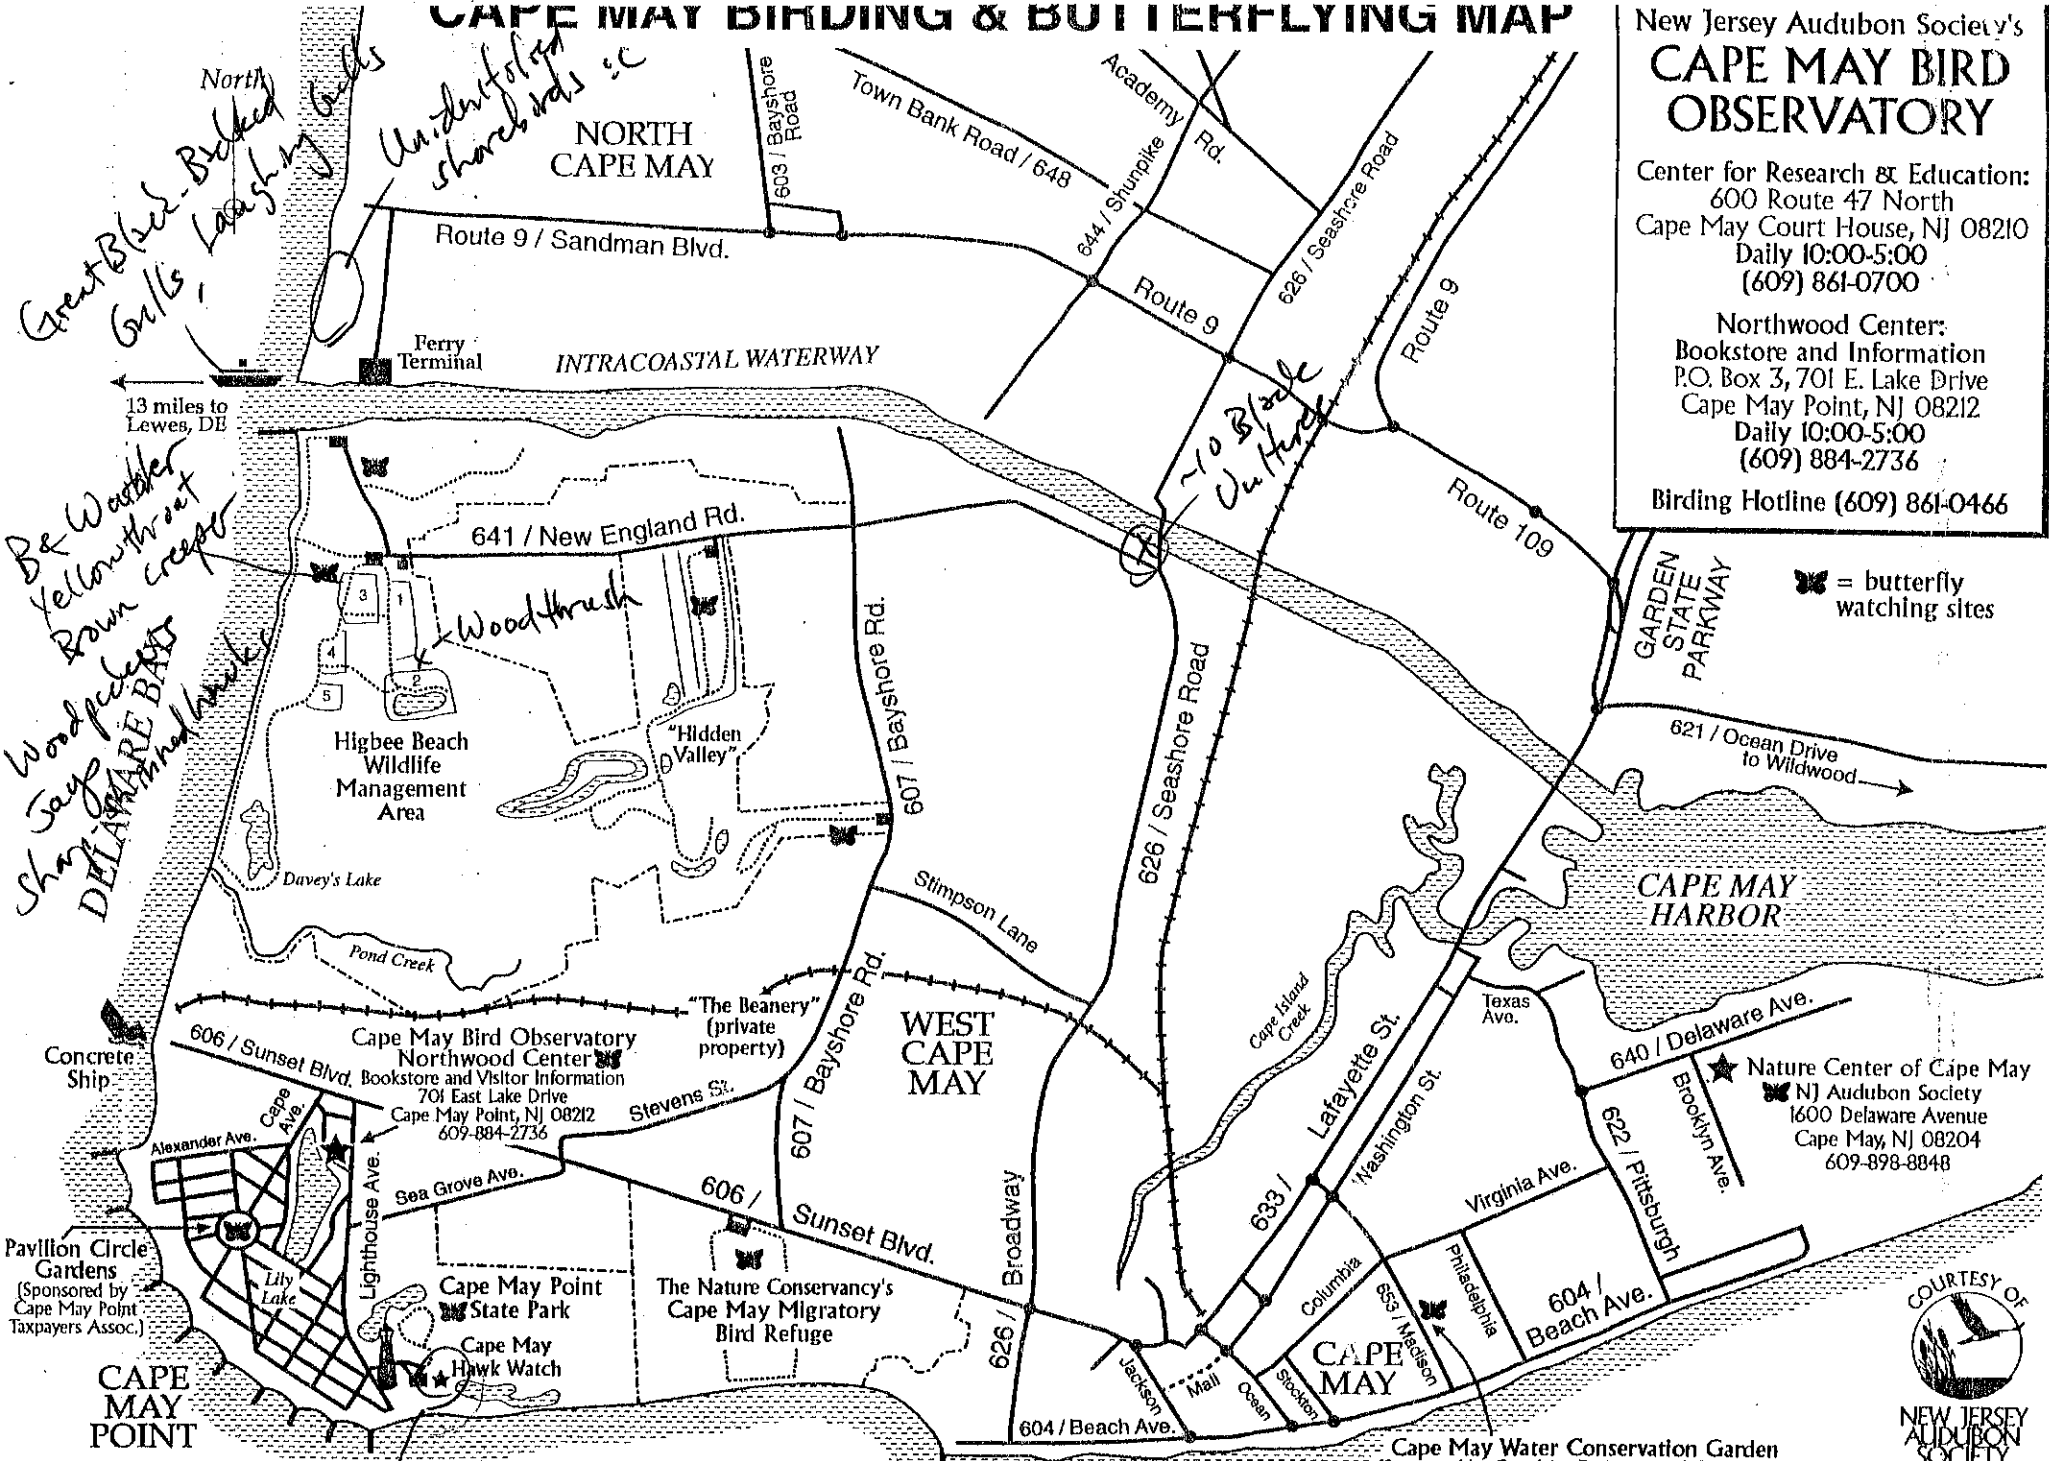 CAPE MAY BIRDING & BUTTERFLYING MAP
New Jersey Audubon Society's
CAPE MAY BIRD
OBSERVATORY
Center for Research & Education:
600 Route 47 North
Cape May Court House, NJ 08210
Daily 10:00-5:00
(609) 861-0700
Northwood Center:
Bookstore and Information
P.O. Box 3, 701 E. Lake Drive
Cape May Point, NJ 08212
Daily 10:00-5:00
(609) 884-2736
Birding Hotline (609) 861-0466
= butterfly
watching sites
North
Great Black-Backed
Gulls, Laughing Gulls
Unidentified
shorebirds :(
NORTH
CAPE MAY
603 / Bayshore
Road
Town Bank Road / 648
Academy
Rd.
644 / Shunpike
626 / Seashore Road
Route 9 / Sandman Blvd.
Route 9
Route 9
Ferry
Terminal
INTRACOASTAL WATERWAY
13 miles to
Lewes, DE
~10 Black
Vultures
Route 109
GARDEN
STATE
PARKWAY
621 / Ocean Drive
to Wildwood
B&W Warbler
Yellowthroat
Brown creeper
Woodpeckers
Jays
Sharp-shinned hawks
DELAWARE BAY
641 / New England Rd.
3
1
4
2
5
Wood thrush
Higbee Beach
Wildlife
Management
Area
"Hidden
Valley"
607 / Bayshore Rd.
626 / Seashore Road
Davey's Lake
Pond Creek
Stimpson Lane
CAPE MAY
HARBOR
Cape Island
Creek
"The Beanery"
(private
property)
WEST
CAPE
MAY
607 / Bayshore Rd.
Concrete
Ship
606 / Sunset Blvd.
Cape May Bird Observatory
Northwood Center
Bookstore and Visitor Information
701 East Lake Drive
Cape May Point, NJ 08212
609-884-2736
Stevens St.
Cape
Ave.
Alexander Ave.
Lighthouse Ave.
Sea Grove Ave.
606 /
Sunset Blvd.
Texas
Ave.
640 / Delaware Ave.
Brooklyn Ave.
Nature Center of Cape May
NJ Audubon Society
1600 Delaware Avenue
Cape May, NJ 08204
609-898-8848
633 /
Lafayette St.
Washington St.
Virginia Ave.
622 / Pittsburgh
Pavilion Circle
Gardens
(Sponsored by
Cape May Point
Taxpayers Assoc.)
Lily
Lake
Cape May Point
State Park
Cape May
Hawk Watch
The Nature Conservancy's
Cape May Migratory
Bird Refuge
626 /
Broadway
Columbia
653 / Madison
Philadelphia
604 /
Beach Ave.
CAPE
MAY
POINT
Jackson
Mall
Ocean
Stockton
CAPE
MAY
604 / Beach Ave.
Cape May Water Conservation Garden
COURTESY OF
NEW JERSEY
AUDUBON
SOCIETY